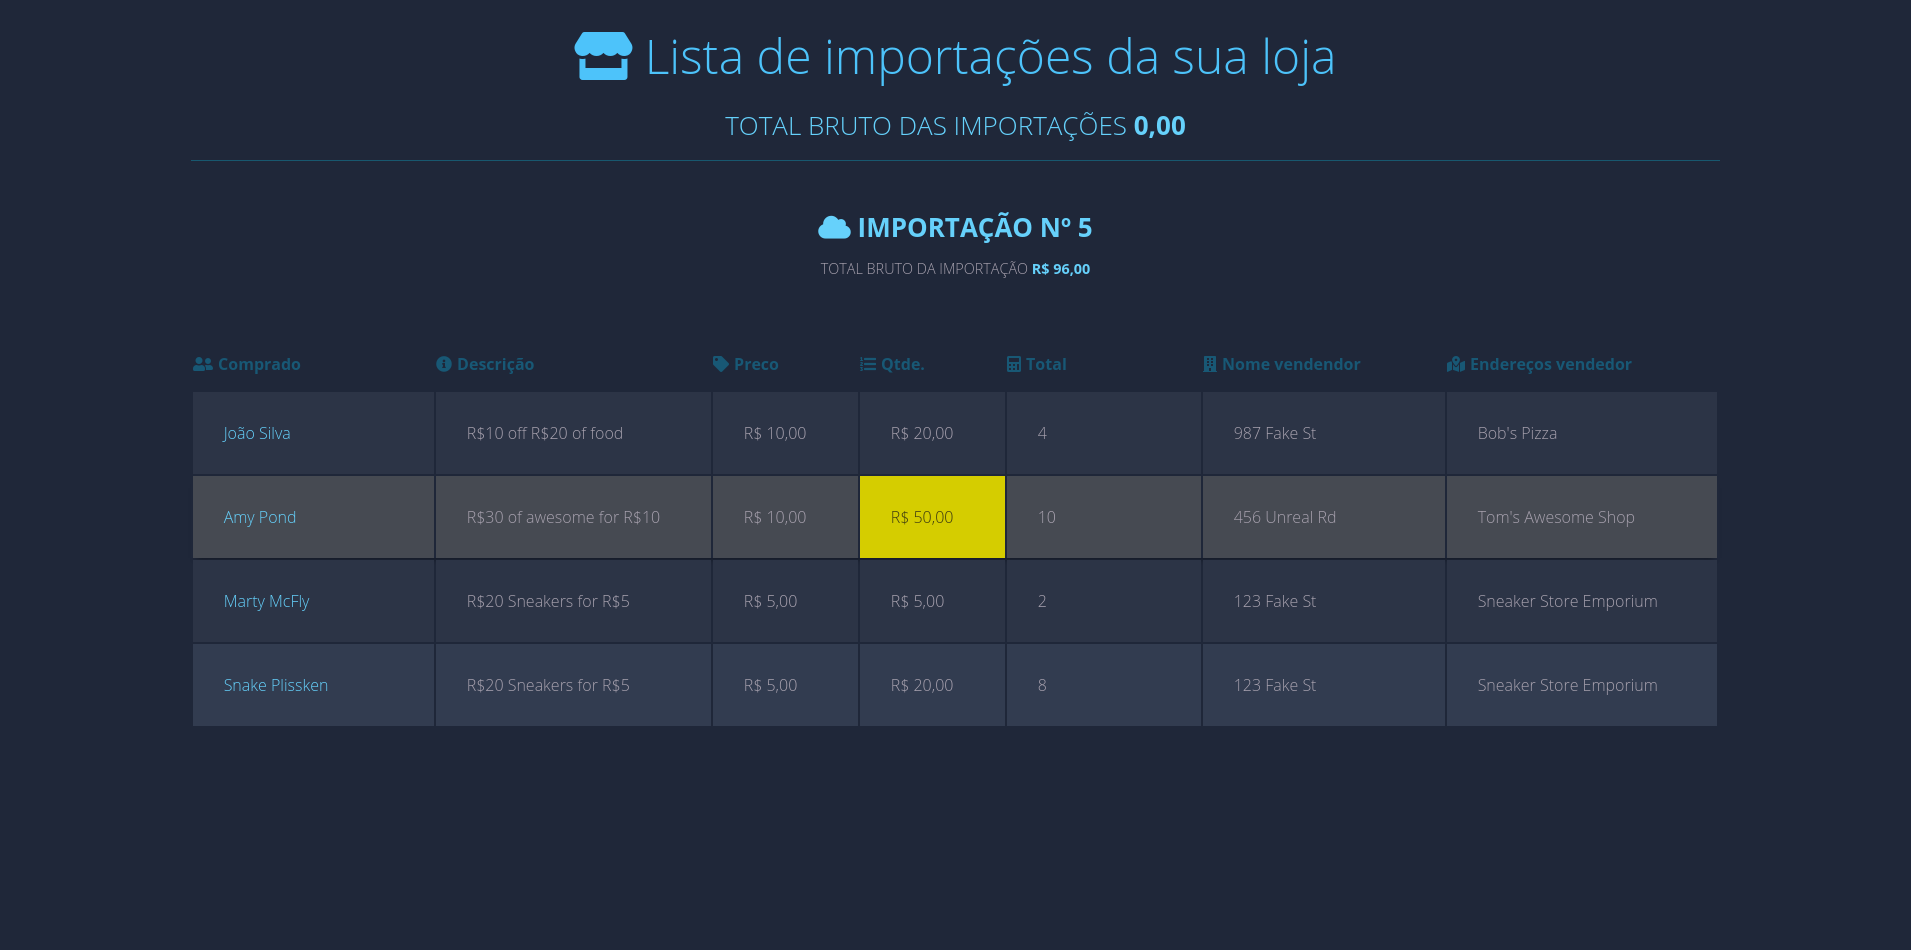 Lista de importações da sua loja
TOTAL BRUTO DAS IMPORTAÇÕES 0,00
IMPORTAÇÃO Nº 5
TOTAL BRUTO DA IMPORTAÇÃO R$ 96,00
Comprado Descrição Preco Qtde. Total Nome vendendor Endereços vendedor
João Silva R$10 off R$20 of food R$ 10,00 R$ 20,00 4 987 Fake St Bob's Pizza
Amy Pond R$30 of awesome for R$10 R$ 10,00 R$ 50,00 10 456 Unreal Rd Tom's Awesome Shop
Marty McFly R$20 Sneakers for R$5 R$ 5,00 R$ 5,00 2 123 Fake St Sneaker Store Emporium
Snake Plissken R$20 Sneakers for R$5 R$ 5,00 R$ 20,00 8 123 Fake St Sneaker Store Emporium